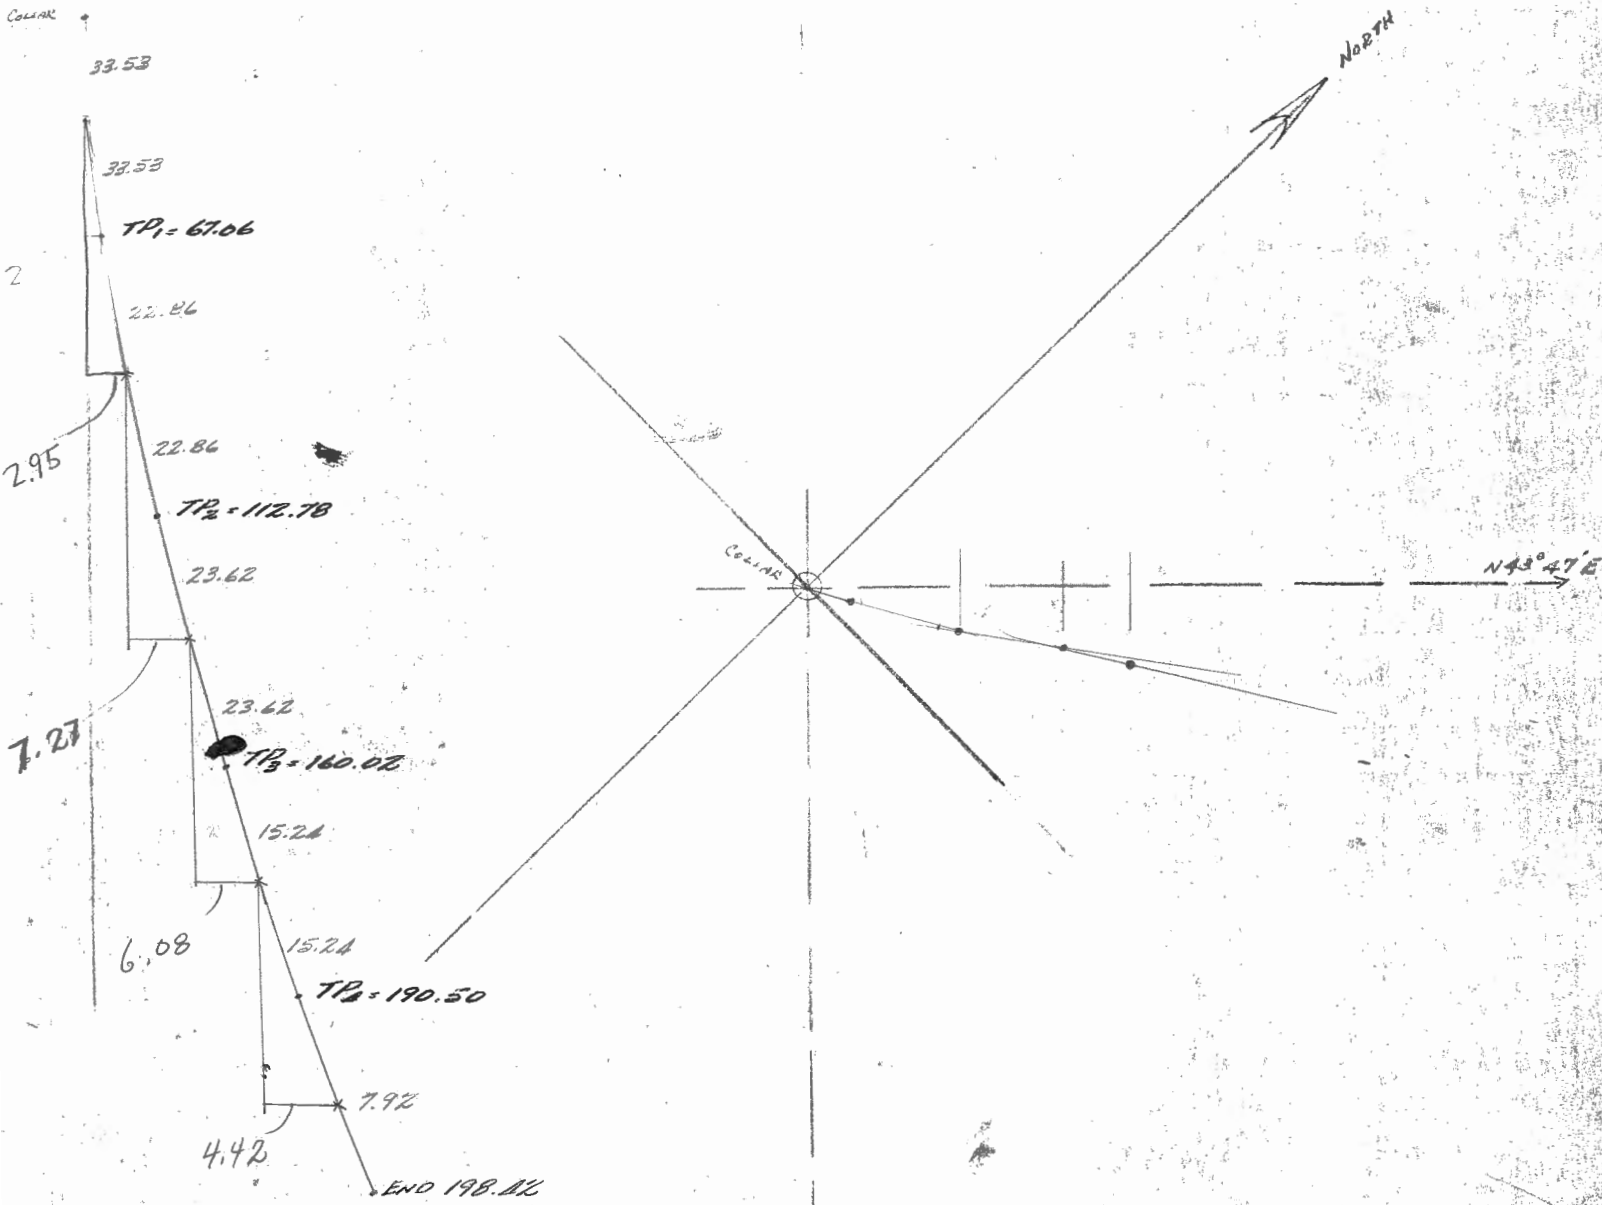 COLLAR
33.53
33.53
TP1 = 67.06
2
22.86
2.95
22.86
TP2 = 112.78
23.62
7.27
23.62
TP3 = 160.02
15.24
6.08
15.24
TP4 = 190.50
7.92
4.42
END 198.42
NORTH
COLLAR
N43°47'E